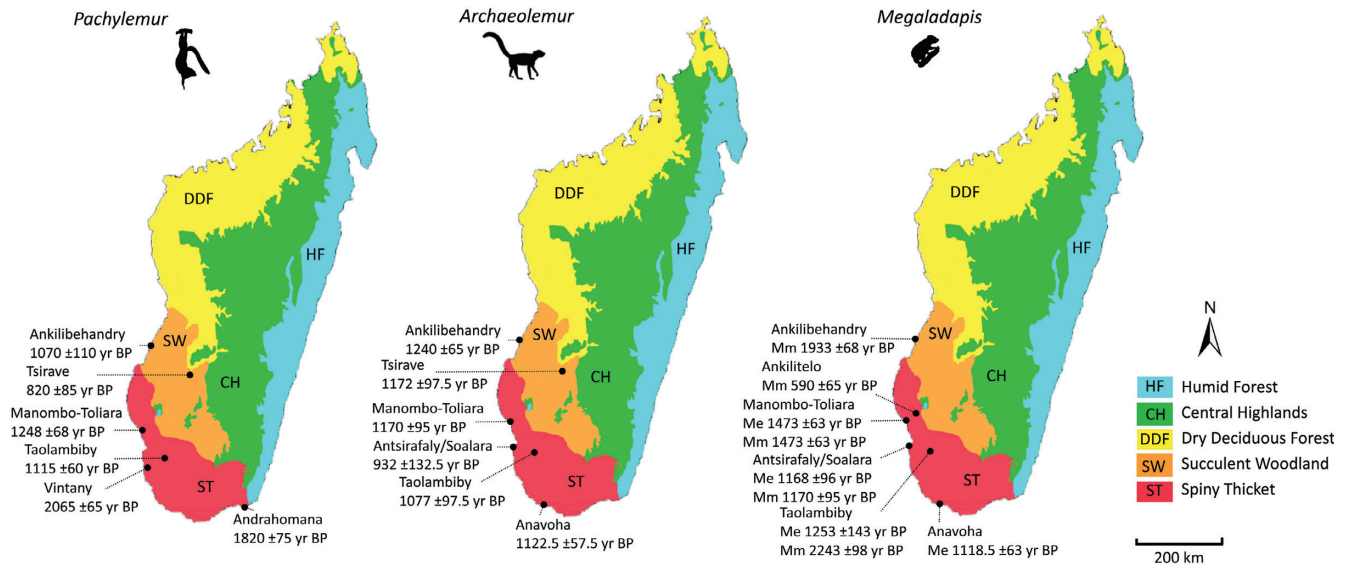 Pachylemur
DDF
HF
SW
CH
ST
Ankilibehandry
1070 ±110 yr BP
Tsirave
820 ±85 yr BP
Manombo-Toliara
1248 ±68 yr BP
Taolambiby
1115 ±60 yr BP
Vintany
2065 ±65 yr BP
Andrahomana
1820 ±75 yr BP
Archaeolemur
DDF
HF
SW
CH
ST
Ankilibehandry
1240 ±65 yr BP
Tsirave
1172 ±97.5 yr BP
Manombo-Toliara
1170 ±95 yr BP
Antsirafaly/Soalara
932 ±132.5 yr BP
Taolambiby
1077 ±97.5 yr BP
Anavoha
1122.5 ±57.5 yr BP
Megaladapis
DDF
HF
SW
CH
ST
Ankilibehandry
Mm 1933 ±68 yr BP
Ankilitelo
Mm 590 ±65 yr BP
Manombo-Toliara
Me 1473 ±63 yr BP
Mm 1473 ±63 yr BP
Antsirafaly/Soalara
Me 1168 ±96 yr BP
Mm 1170 ±95 yr BP
Taolambiby
Me 1253 ±143 yr BP
Mm 2243 ±98 yr BP
Anavoha
Me 1118.5 ±63 yr BP
N
HF Humid Forest
CH Central Highlands
DDF Dry Deciduous Forest
SW Succulent Woodland
ST Spiny Thicket
200 km